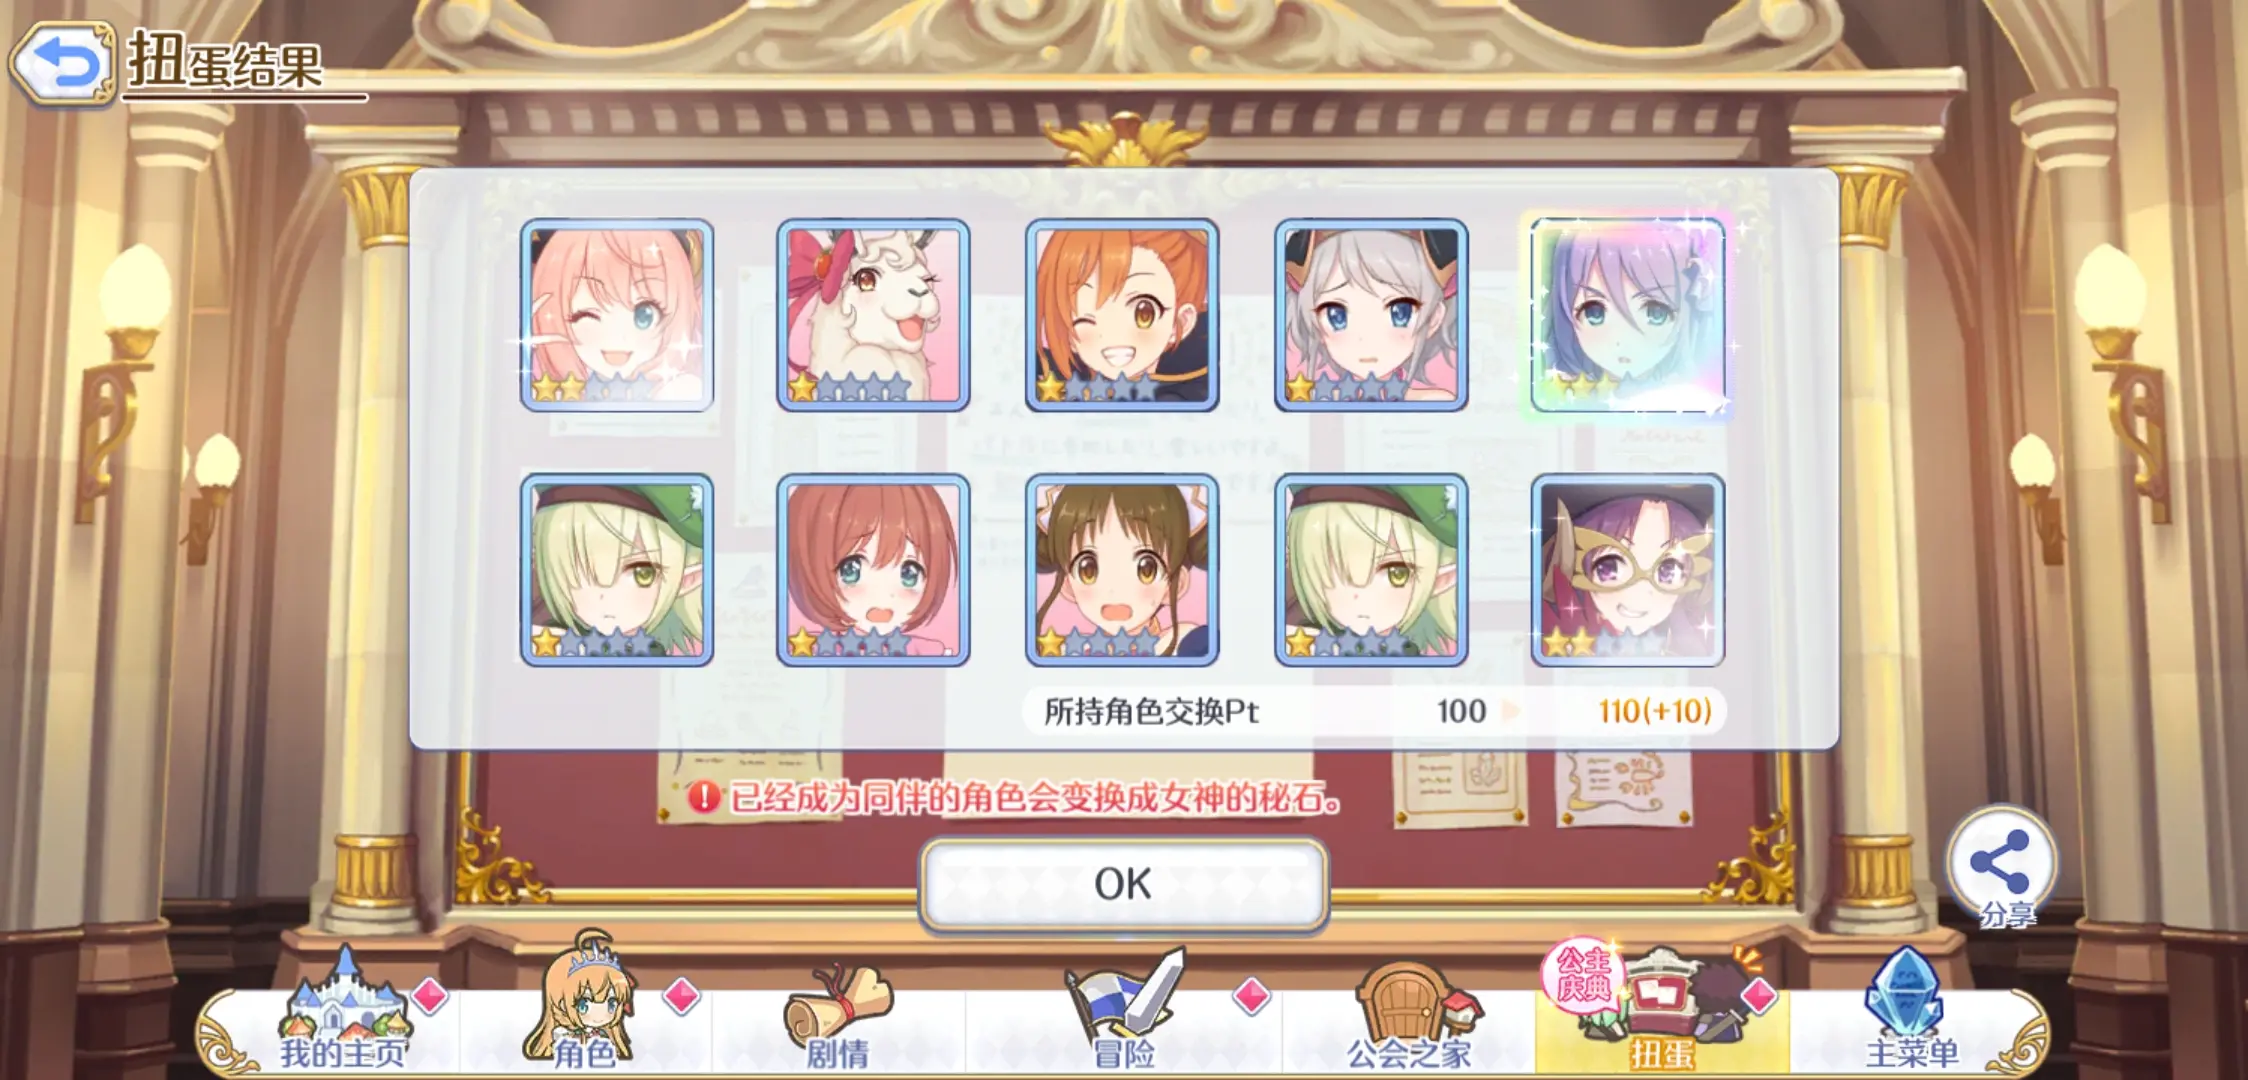 扭蛋结果
所持角色交换Pt 100 110(+10)
已经成为同伴的角色会变换成女神的秘石。
OK
分享
公主
庆典
我的主页 角色 剧情 冒险 公会之家 扭蛋 主菜单